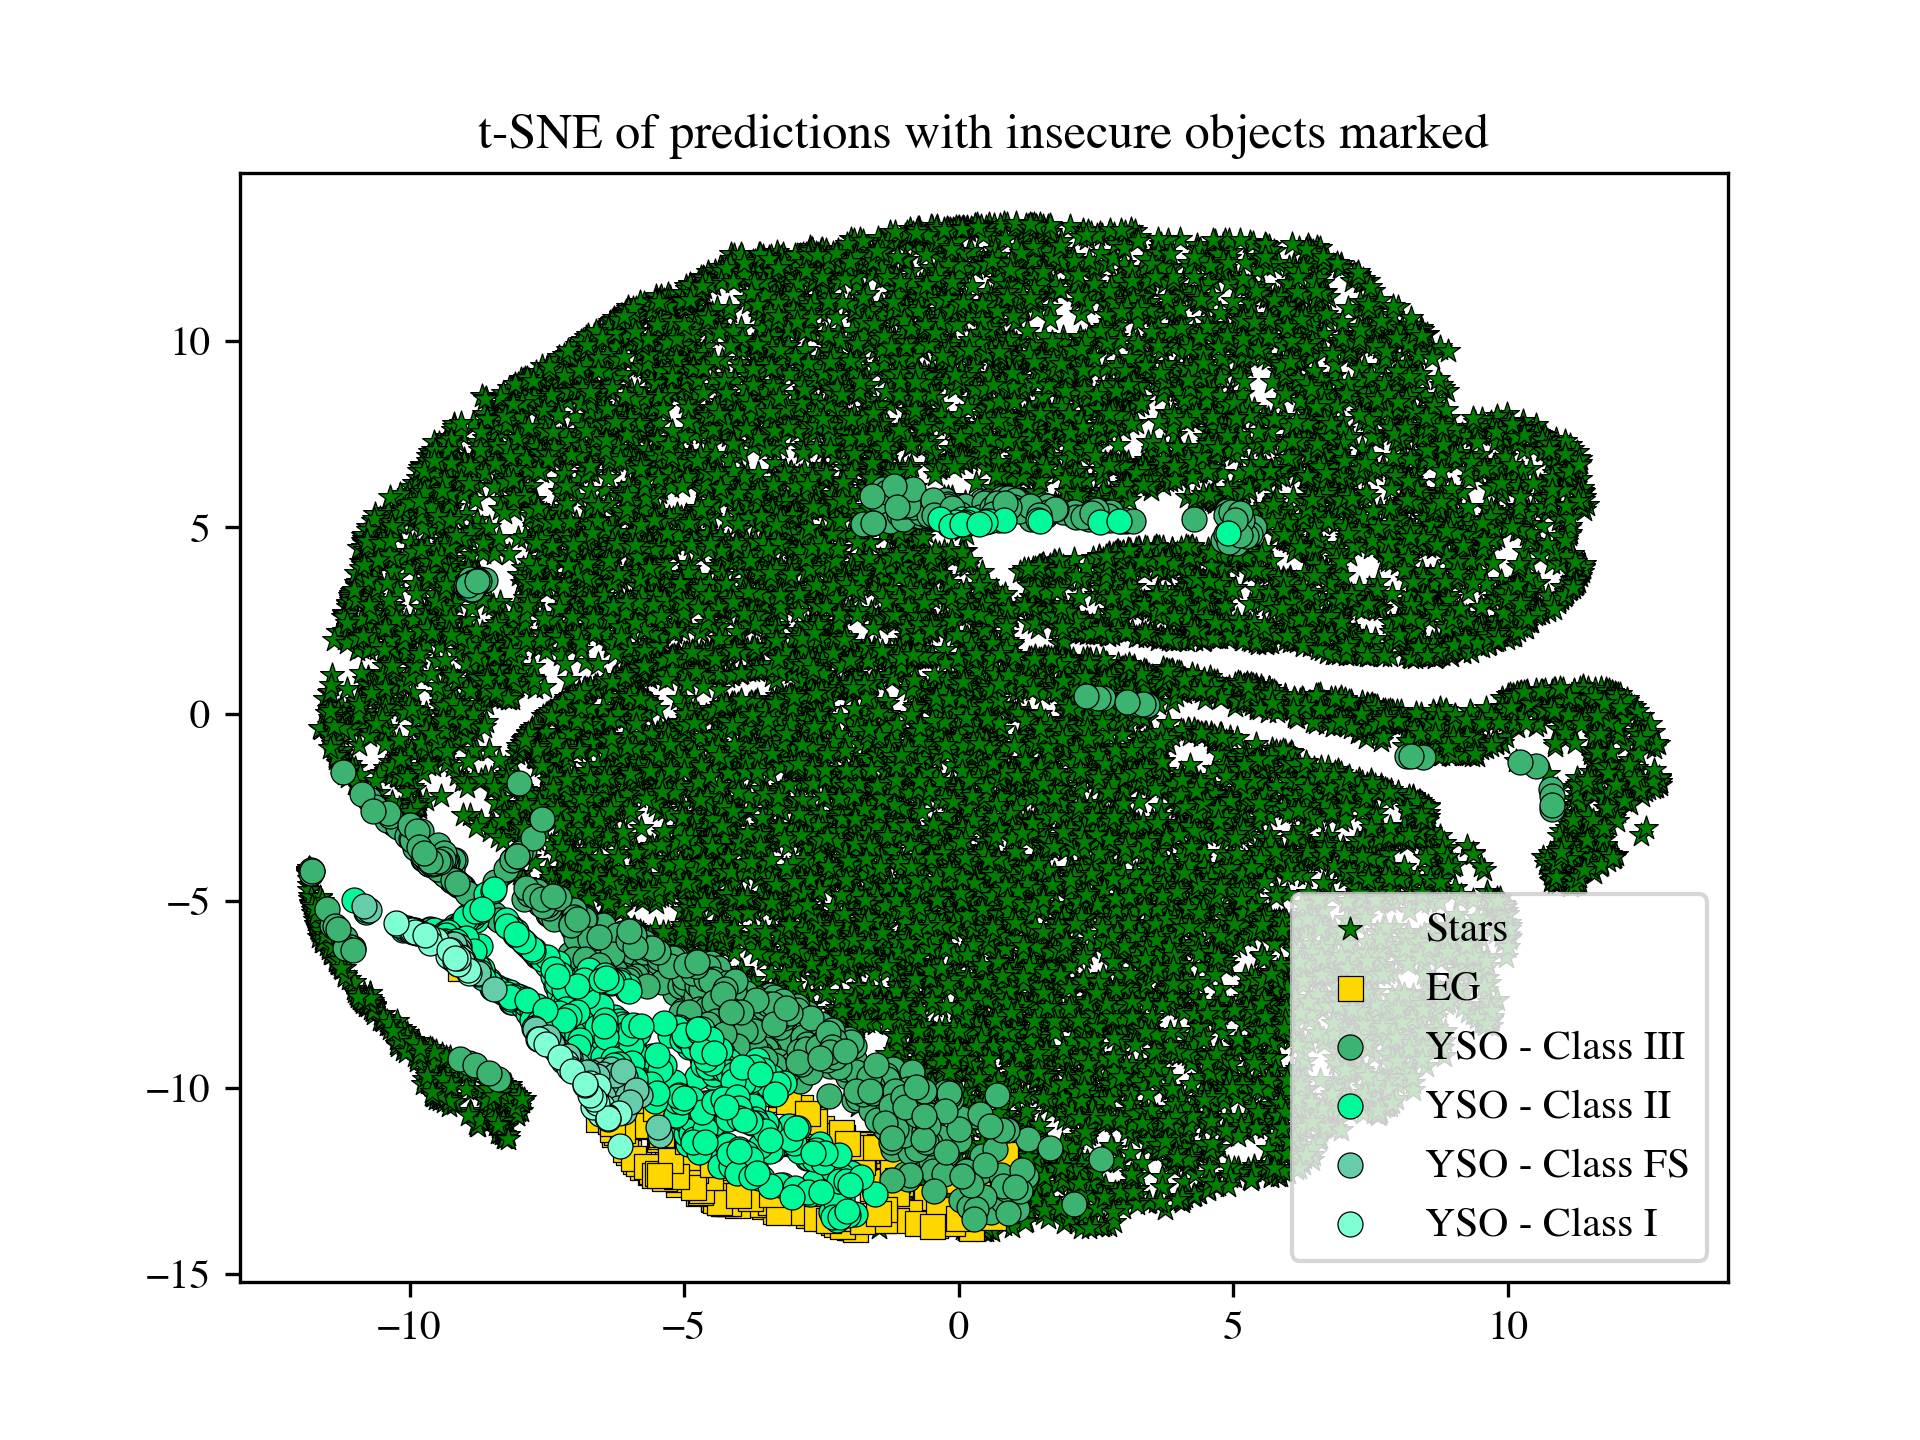 t-SNE of predictions with insecure objects marked
10
5
0
−5
−10
−15
−10
−5
0
5
10
Stars
EG
YSO - Class III
YSO - Class II
YSO - Class FS
YSO - Class I